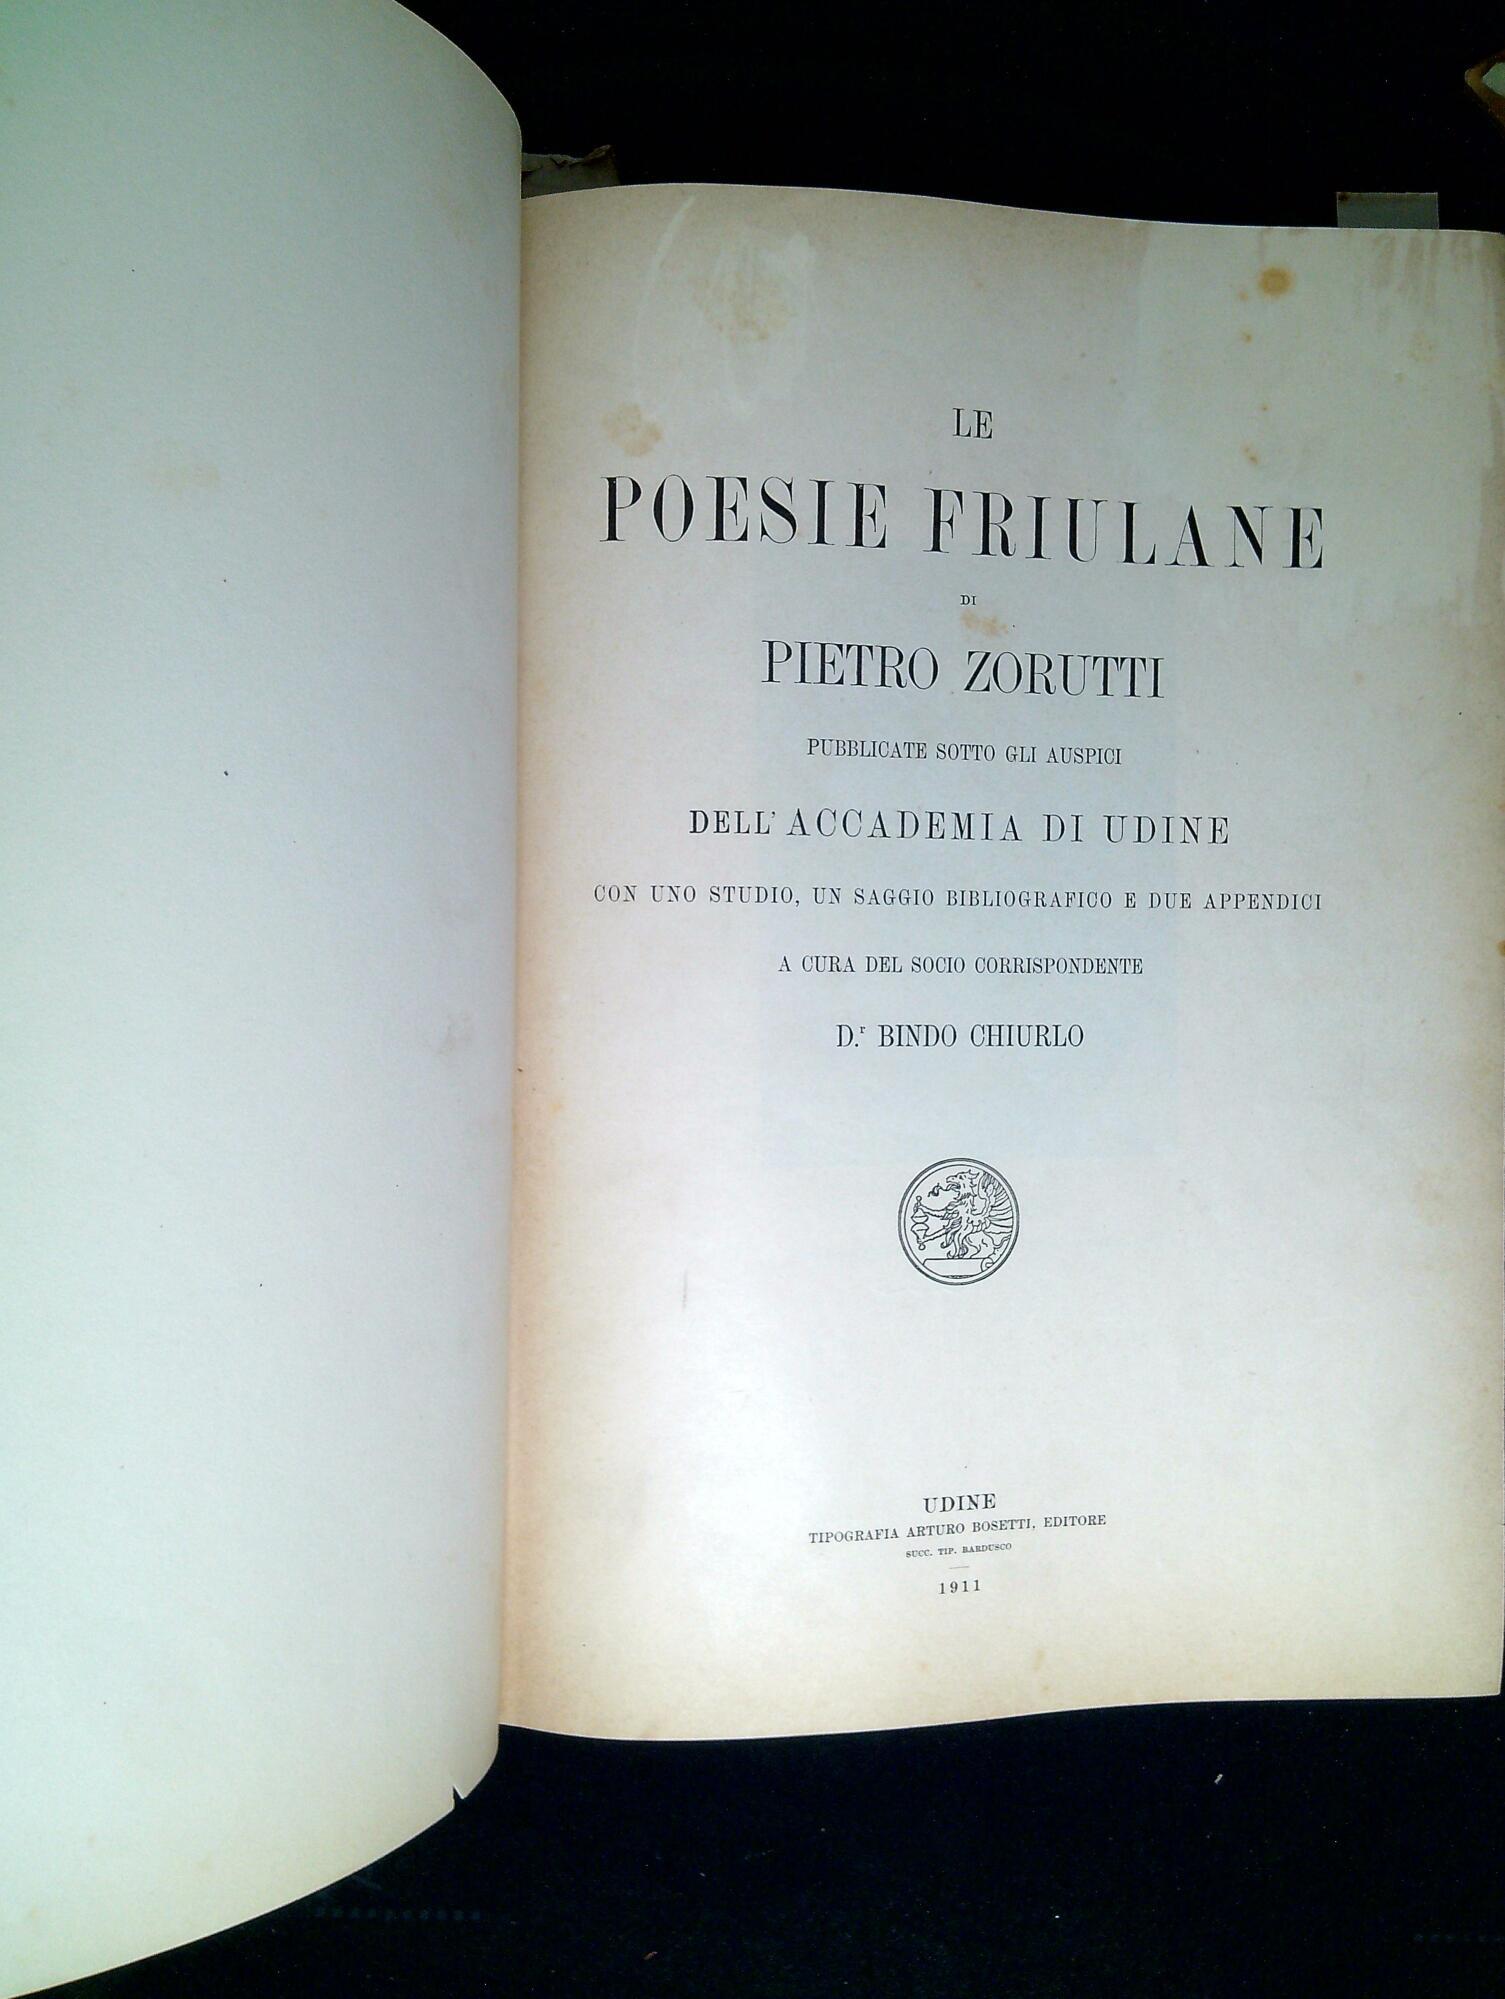 LE
POESIE FRIULANE
DI
PIETRO ZORUTTI
PUBBLICATE SOTTO GLI AUSPICI
DELL' ACCADEMIA DI UDINE
CON UNO STUDIO, UN SAGGIO BIBLIOGRAFICO E DUE APPENDICI
A CURA DEL SOCIO CORRISPONDENTE
D.r BINDO CHIURLO
UDINE
TIPOGRAFIA ARTURO BOSETTI, EDITORE
SUCC. TIP. BARDUSCO
1911